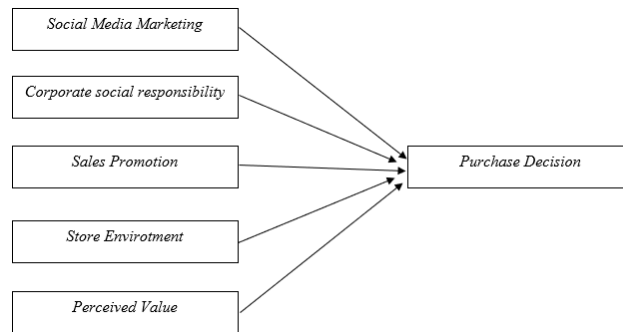 Social Media Marketing
Corporate social responsibility
Sales Promotion
Purchase Decision
Store Envirotment
Perceived Value